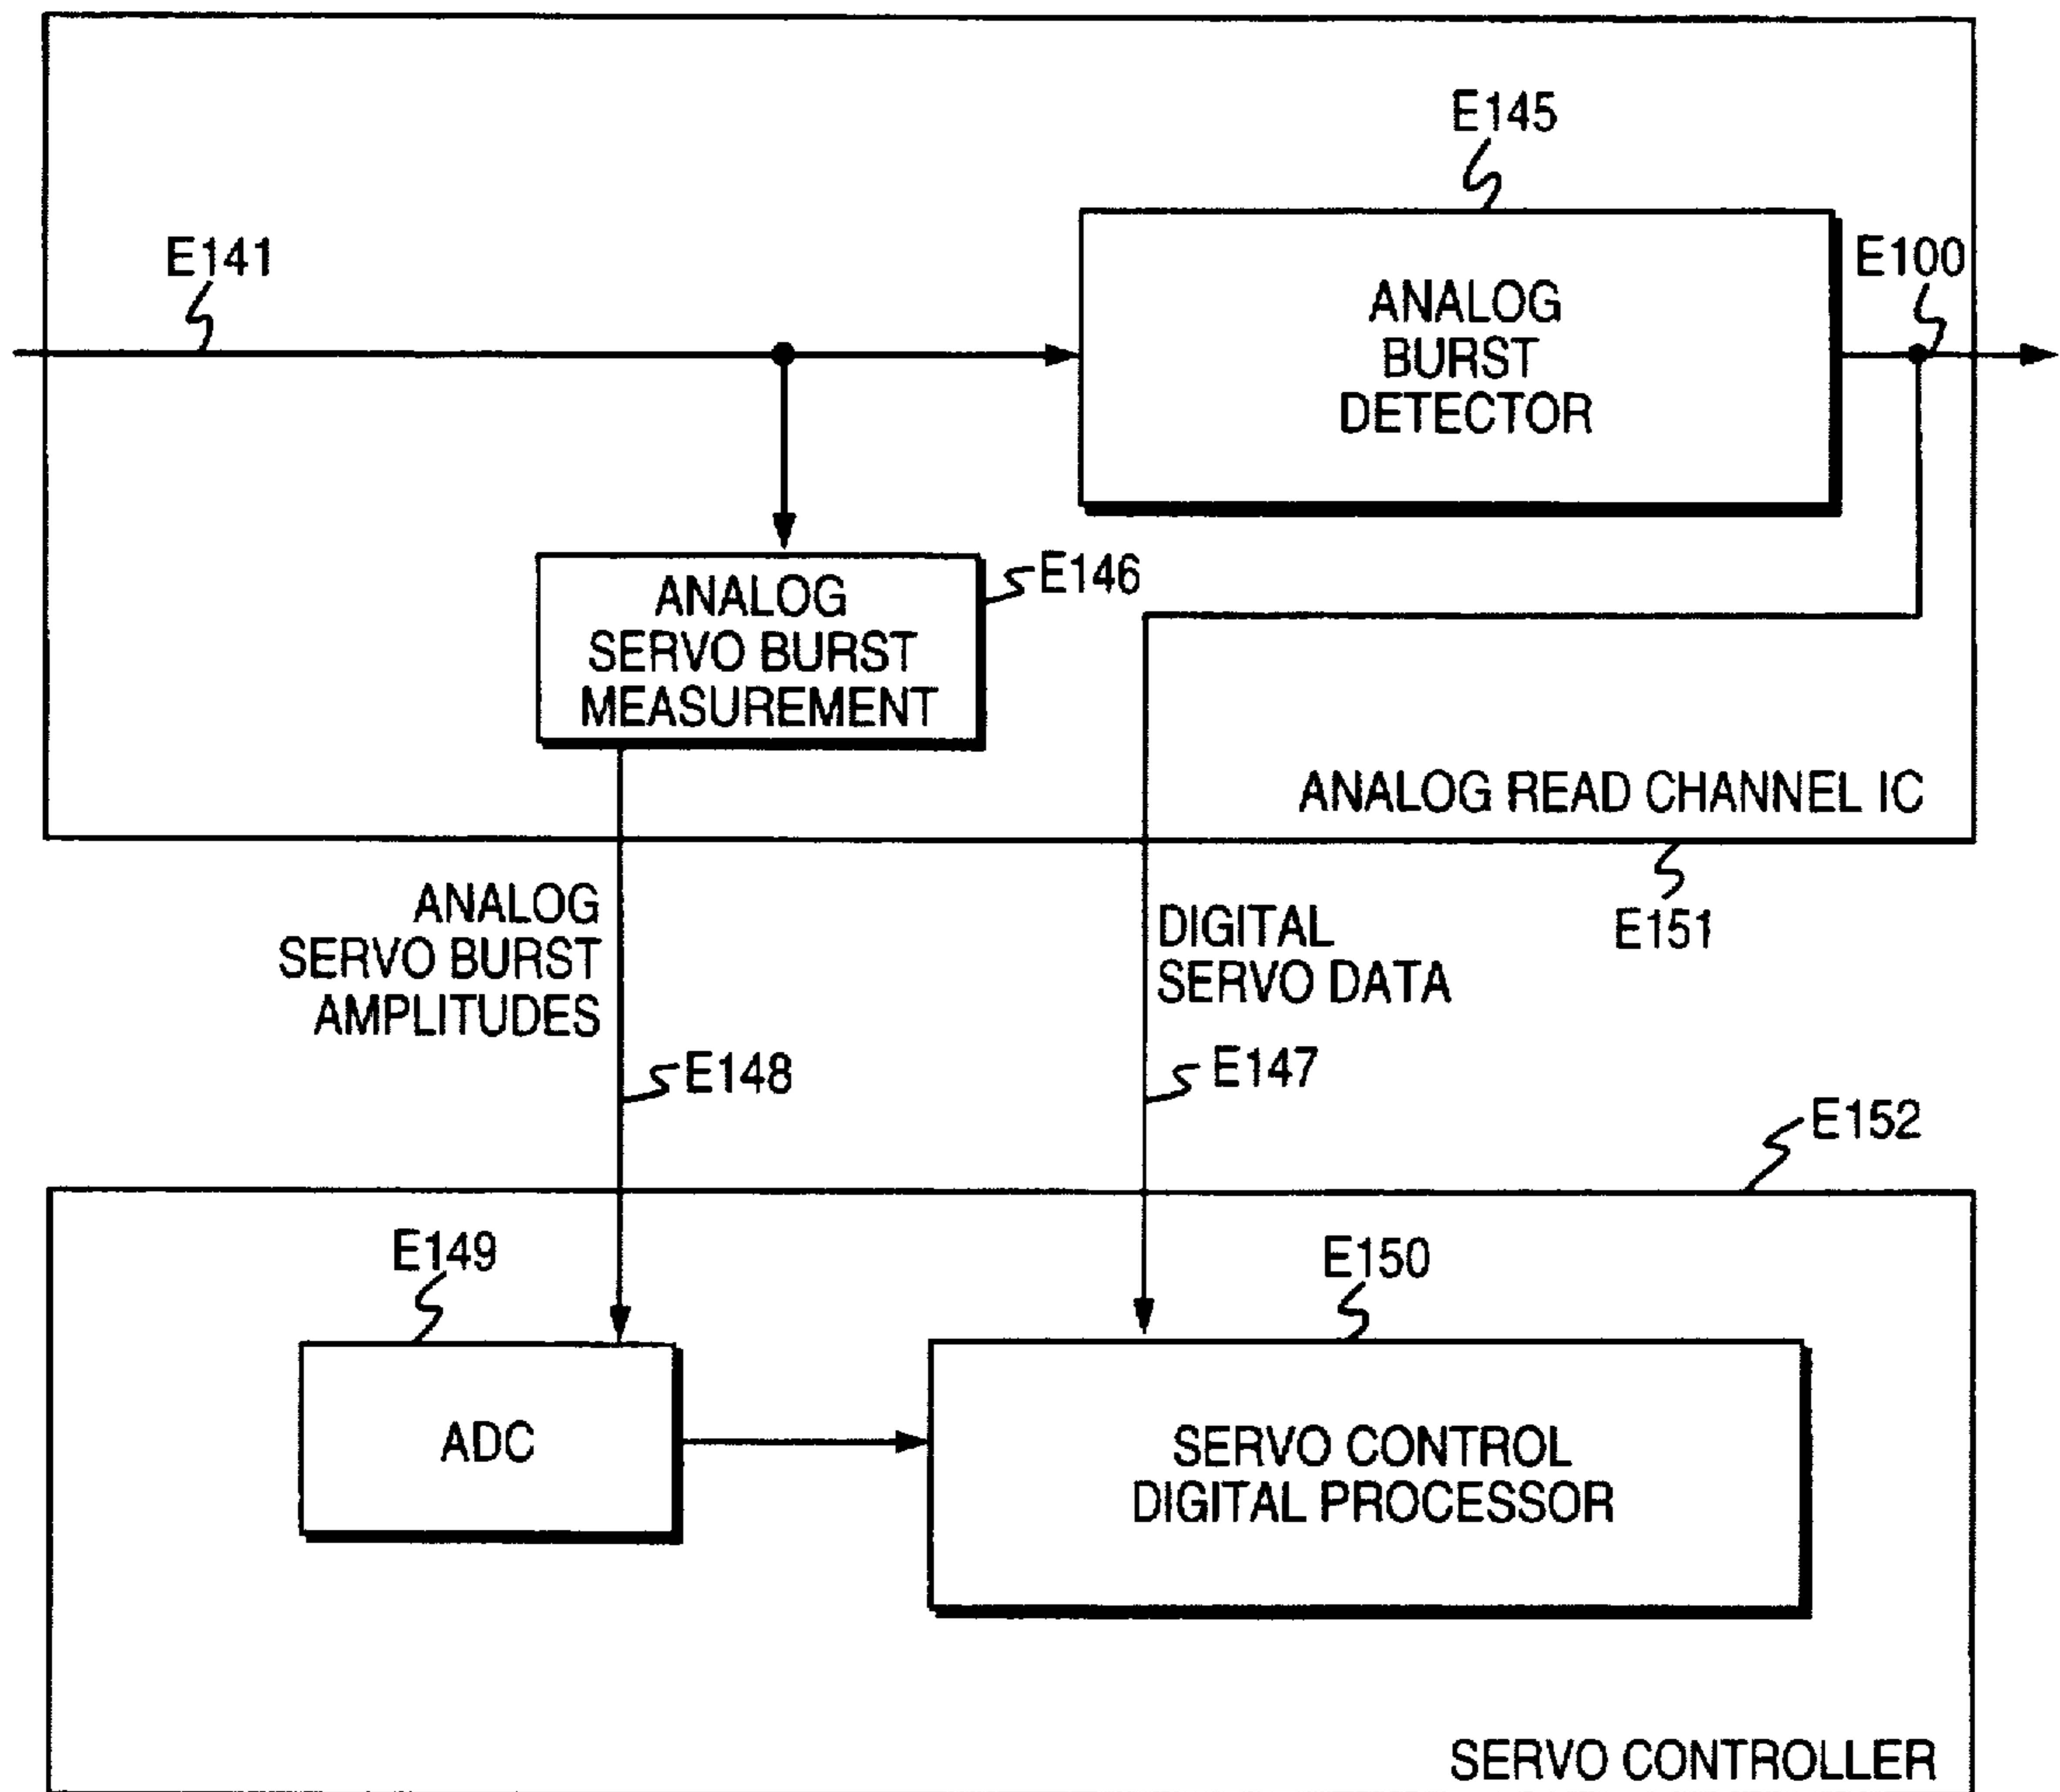 E145
E141
E100
ANALOG
BURST
DETECTOR
E146
ANALOG
SERVO BURST
MEASUREMENT
ANALOG READ CHANNEL IC
E151
ANALOG
SERVO BURST
AMPLITUDES
DIGITAL
SERVO DATA
E148
E147
E152
E149
E150
ADC
SERVO CONTROL
DIGITAL PROCESSOR
SERVO CONTROLLER